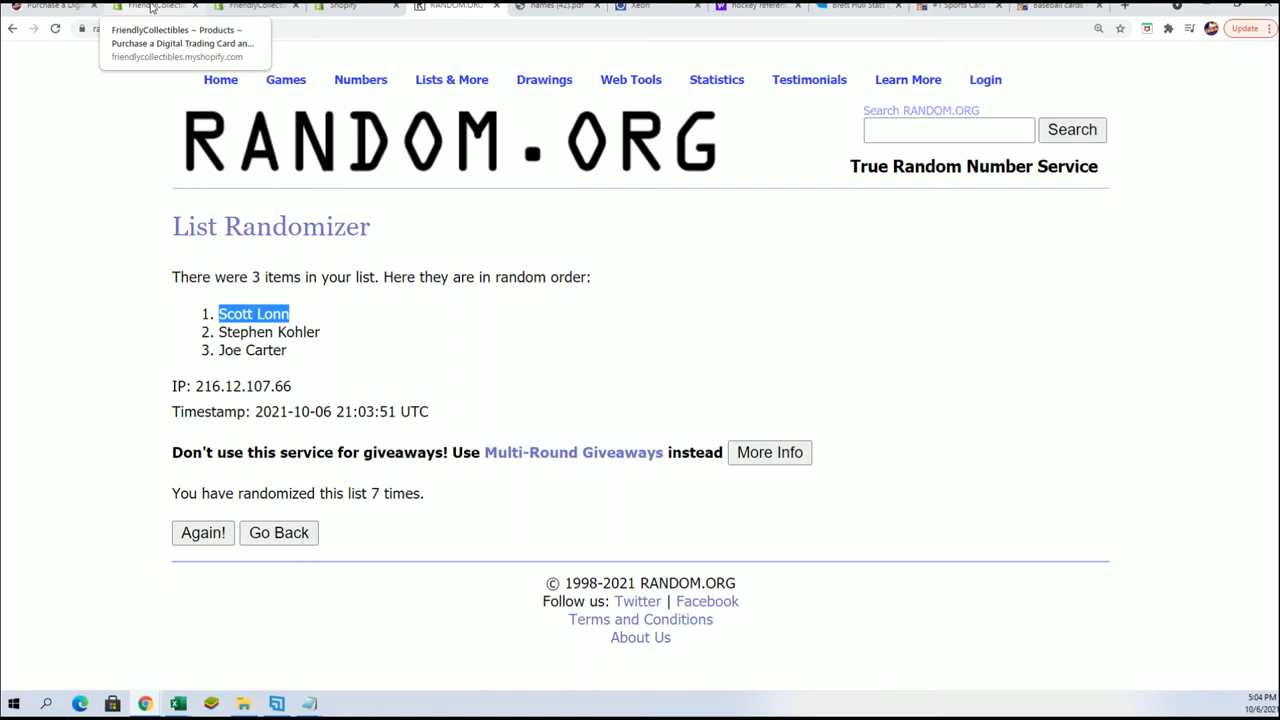 Purchase a Digi
FriendlyCollectib
FriendlyCollectibl
Shopify
RANDOM.ORG
names (42).pdf
Xeon
hockey referen
Brett Hull Stats
#1 Sports Card
Baseball cards
Update
FriendlyCollectibles ~ Products ~
Purchase a Digital Trading Card an...
friendlycollectibles.myshopify.com
Home Games Numbers Lists & More Drawings Web Tools Statistics Testimonials Learn More Login
RANDOM.ORG
Search RANDOM.ORG
Search
True Random Number Service
List Randomizer
There were 3 items in your list. Here they are in random order:
1. Scott Lonn
2. Stephen Kohler
3. Joe Carter
IP: 216.12.107.66
Timestamp: 2021-10-06 21:03:51 UTC
Don't use this service for giveaways! Use Multi-Round Giveaways instead More Info
You have randomized this list 7 times.
Again! Go Back
© 1998-2021 RANDOM.ORG
Follow us: Twitter | Facebook
Terms and Conditions
About Us
5:04 PM
10/6/2021